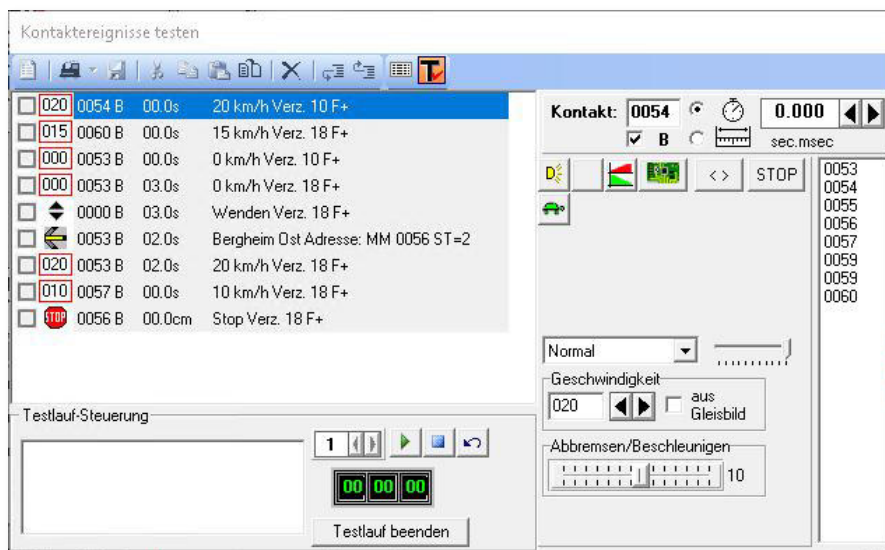 Kontaktereignisse testen
020 0054 B 00.0s 20 km/h Verz. 10 F+
015 0060 B 00.0s 15 km/h Verz. 18 F+
000 0053 B 00.0s 0 km/h Verz. 10 F+
000 0053 B 03.0s 0 km/h Verz. 18 F+
0000 B 03.0s Wenden Verz. 18 F+
0053 B 02.0s Bergheim Ost Adresse: MM 0056 ST=2
020 0053 B 02.0s 20 km/h Verz. 18 F+
010 0057 B 00.0s 10 km/h Verz. 18 F+
STOP 0056 B 00.0cm Stop Verz. 18 F+
Kontakt: 0054 0.000
B sec.msec
< > STOP
0053
0054
0055
0056
0057
0059
0059
0060
Normal
Geschwindigkeit
020 aus Gleisbild
Abbremsen/Beschleunigen
10
Testlauf-Steuerung
1
00 00 00
Testlauf beenden